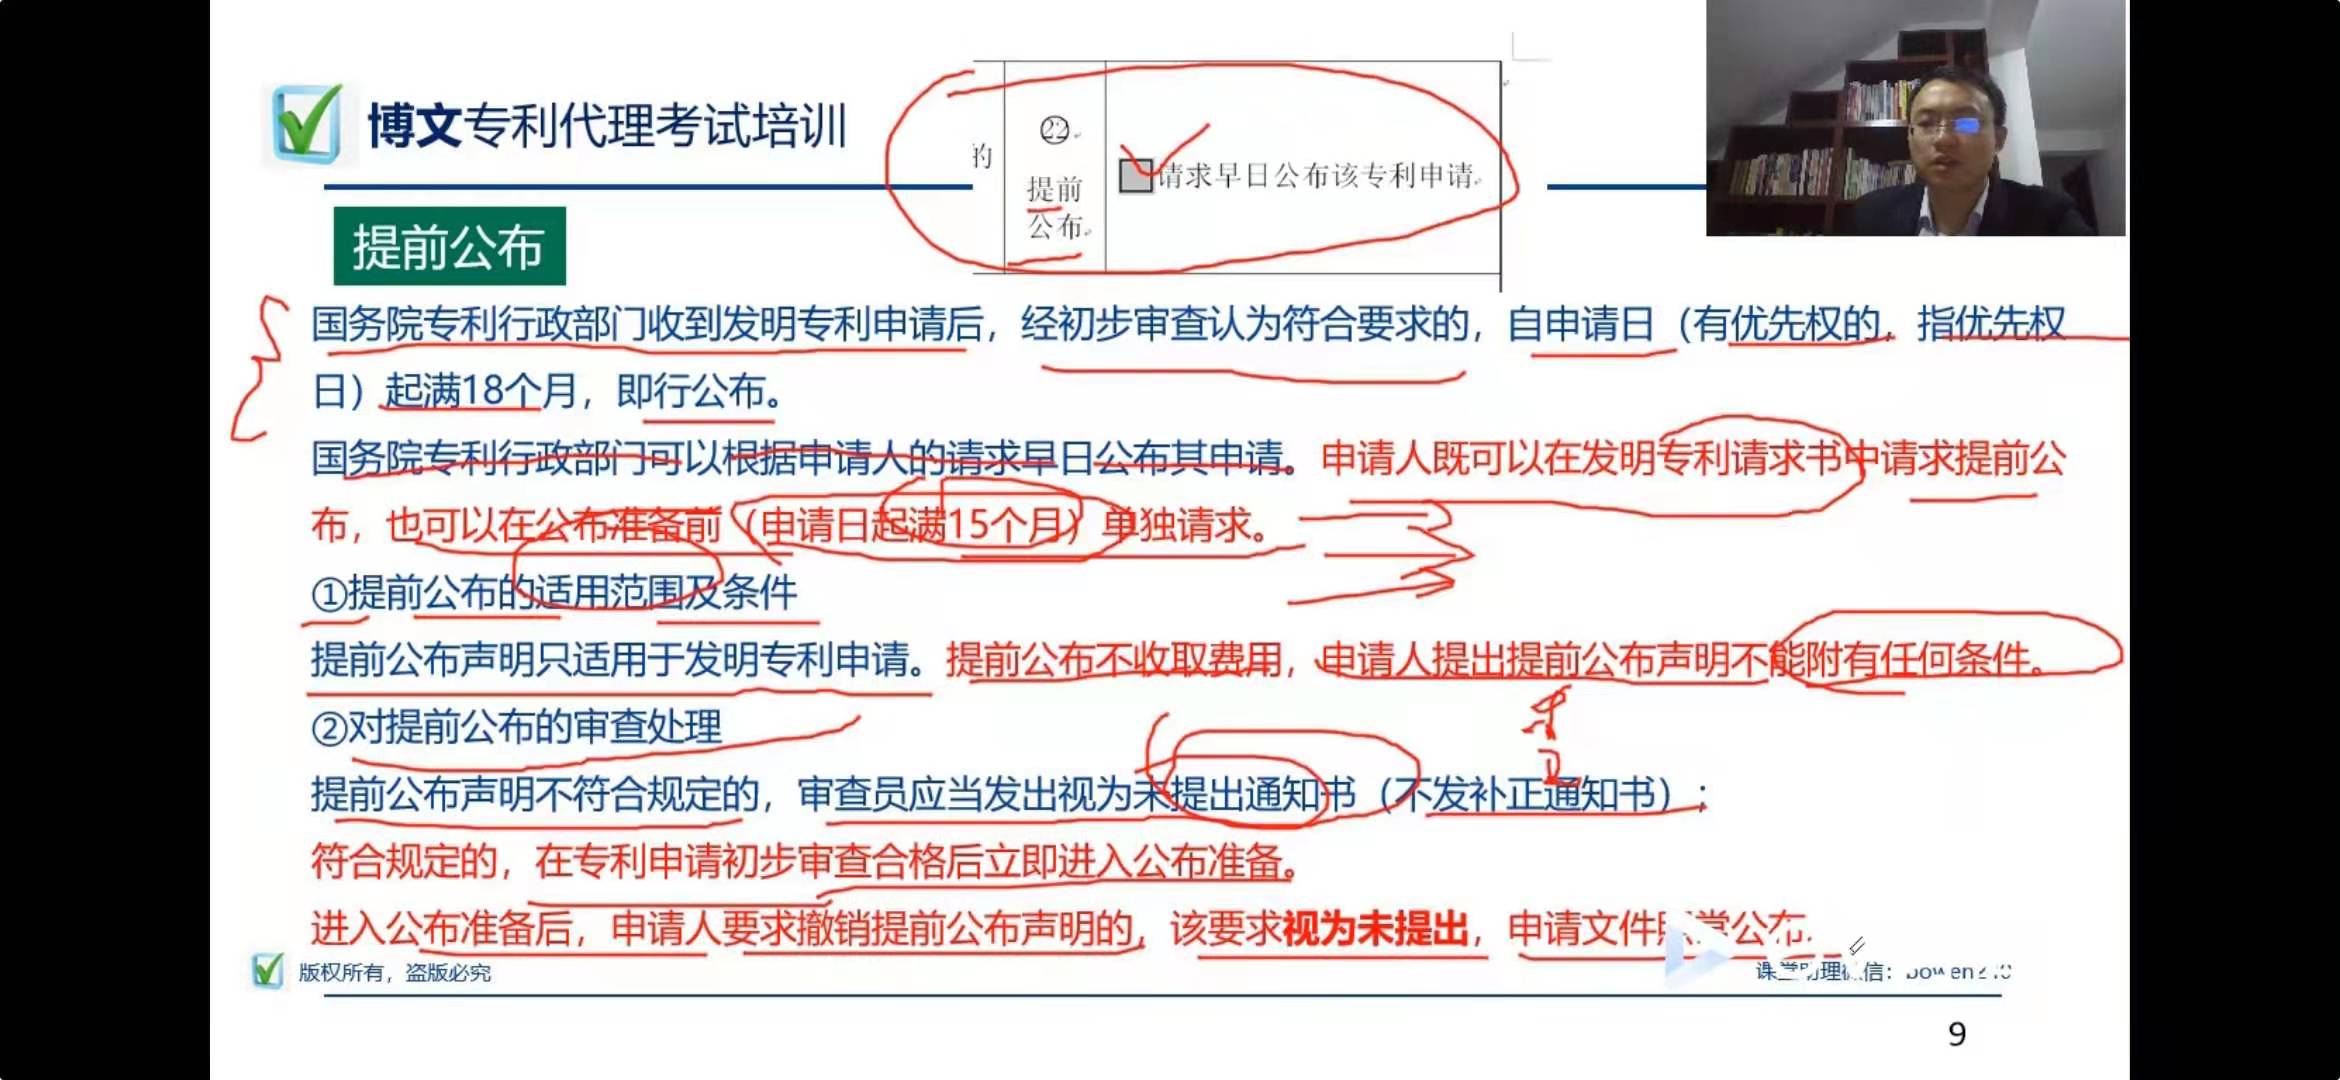 博文专利代理考试培训
的
㉒
提前
公布
请求早日公布该专利申请
提前公布
国务院专利行政部门收到发明专利申请后，经初步审查认为符合要求的，自申请日（有优先权的，指优先权
日）起满18个月，即行公布。
国务院专利行政部门可以根据申请人的请求早日公布其申请。申请人既可以在发明专利请求书中请求提前公
布，也可以在公布准备前（申请日起满15个月）单独请求。
①提前公布的适用范围及条件
提前公布声明只适用于发明专利申请。提前公布不收取费用，申请人提出提前公布声明不能附有任何条件。
②对提前公布的审查处理
提前公布声明不符合规定的，审查员应当发出视为未提出通知书（不发补正通知书）；
符合规定的，在专利申请初步审查合格后立即进入公布准备。
进入公布准备后，申请人要求撤销提前公布声明的，该要求视为未提出，申请文件照常公布。
版权所有，盗版必究
课堂助理微信：
9